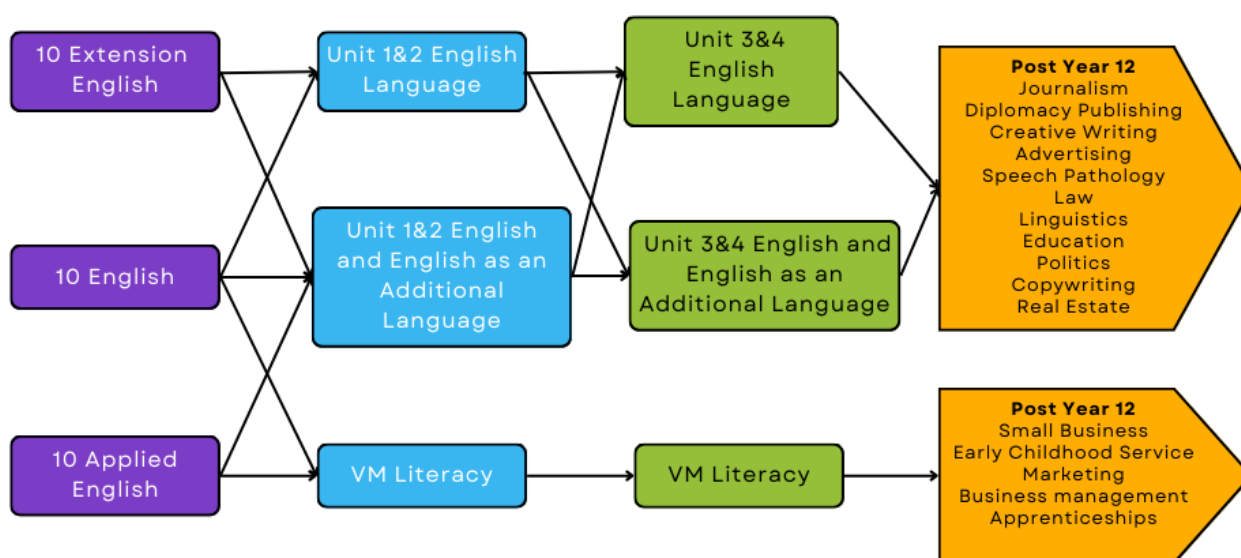 10 Extension
English
Unit 1&2 English
Language
Unit 3&4
English
Language
Post Year 12
Journalism
Diplomacy Publishing
Creative Writing
Advertising
Speech Pathology
Law
Linguistics
Education
Politics
Copywriting
Real Estate
10 English
Unit 1&2 English
and English as an
Additional
Language
Unit 3&4 English and
English as an
Additional Language
10 Applied
English
VM Literacy
VM Literacy
Post Year 12
Small Business
Early Childhood Service
Marketing
Business management
Apprenticeships